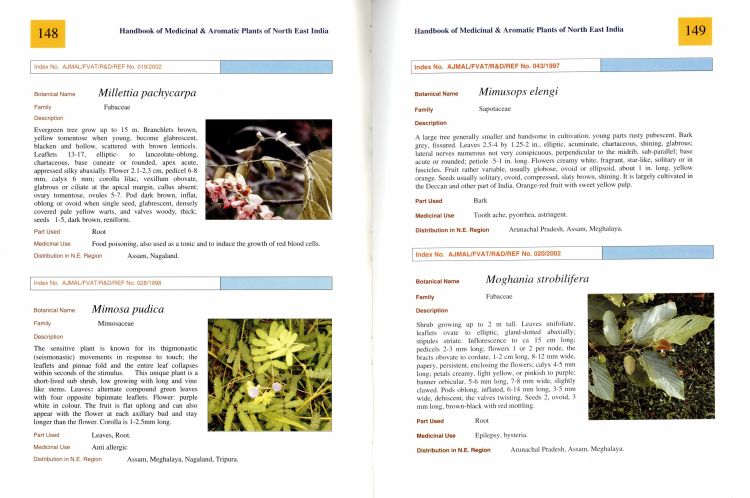 148
Handbook of Medicinal & Aromatic Plants of North East India
Index No. AJMAL/FVAT/R&D/REF No. 019/2002
Botanical Name Millettia pachycarpa
Family Fabaceae
Description
Evergreen tree grow up to 15 m. Branchlets brown,
yellow tomentose when young, become glabrescent,
blacken and hollow, scattered with brown lenticels.
Leaflets 13-17, elliptic- to lanceolate-oblong,
chartaceous, base cuneate or rounded, apex acute,
appressed silky abaxially. Flower 2.1-2.3 cm, pedicel 6-8
mm, calyx 6 mm; corolla lilac, vexillum obovate,
glabrous or ciliate at the apical margin, callus absent;
ovary tomentose, ovules 5-7. Pod dark brown, inflat,
oblong or ovoid when single seed, glabrescent, densely
covered pale yellow warts, and valves woody, thick;
seeds 1-5, dark brown, reniform.
Part Used Root
Medicinal Use Food poisoning, also used as a tonic and to induce the growth of red blood cells.
Distribution in N.E. Region Assam, Nagaland.
Index No. AJMAL/FVAT/R&D/REF No. 028/1998
Botanical Name Mimosa pudica
Family Mimosaceae
Description
The sensitive plant is known for its thigmonastic
(seismonastic) movements in response to touch; the
leaflets and pinnae fold and the entire leaf collapses
within seconds of the stimulus. This unique plant is a
short-lived sub shrub, low growing with long and vine
like stems. Leaves: alternate compound green leaves
with four opposite bipinnate leaflets. Flower: purple
white in colour. The fruit is flat uplong and can also
appear with the flower at each axillary bud and stay
longer than the flower. Corolla is 1-2.5mm long.
Part Used Leaves, Root.
Medicinal Use Anti allergic
Distribution in N.E. Region Assam, Meghalaya, Nagaland, Tripura.
Handbook of Medicinal & Aromatic Plants of North East India
149
Index No. AJMAL/FVAT/R&D/REF No. 043/1997
Botanical Name Mimusops elengi
Family Sapotaceae
Description
A large tree generally smaller and handsome in cultivation; young parts rusty pubescent. Bark
grey, fissured. Leaves 2.5-4 by 1.25-2 in., elliptic, acuminate, chartaceous, shining, glabrous;
lateral nerves numerous not very conspicuous, perpendicular to the midrib, sub-parallel; base
acute or rounded; petiole .5-1 in. long. Flowers creamy white, fragrant, star-like, solitary or in
fascicles. Fruit rather variable, usually globose, ovoid or ellipsoid, about 1 in. long, yellow
orange. Seeds usually solitary, ovoid, compressed, slaty brown, shining. It is largely cultivated in
the Deccan and other part of India. Orange-red fruit with sweet yellow pulp.
Part Used Bark
Medicinal Use Tooth ache, pyorrhea, astringent.
Distribution in N.E. Region Arunachal Pradesh, Assam, Meghalaya.
Index No. AJMAL/FVAT/R&D/REF No. 020/2002
Botanical Name Moghania strobilifera
Family Fabaceae
Description
Shrub growing up to 2 m tall. Leaves unifoliate,
leaflets ovate to elliptic, gland-dotted abaxially;
stipules striate. Inflorescence to ca 15 cm long;
pedicels 2-3 mm long; flowers 1 or 2 per node, the
bracts obovate to cordate, 1-2 cm long, 8-12 mm wide,
papery, persistent, enclosing the flowers; calyx 4-5 mm
long; petals creamy, light yellow, or pinkish to purple;
banner orbicular, 5-6 mm long, 7-8 mm wide, slightly
clawed. Pods oblong, inflated, 6-14 mm long, 3-5 mm
wide, dehiscent, the valves twisting. Seeds 2, ovoid, 3
mm long, brown-black with red mottling.
Part Used Root
Medicinal Use Epilepsy, hysteria.
Distribution in N.E. Region Arunachal Pradesh, Assam, Meghalaya.